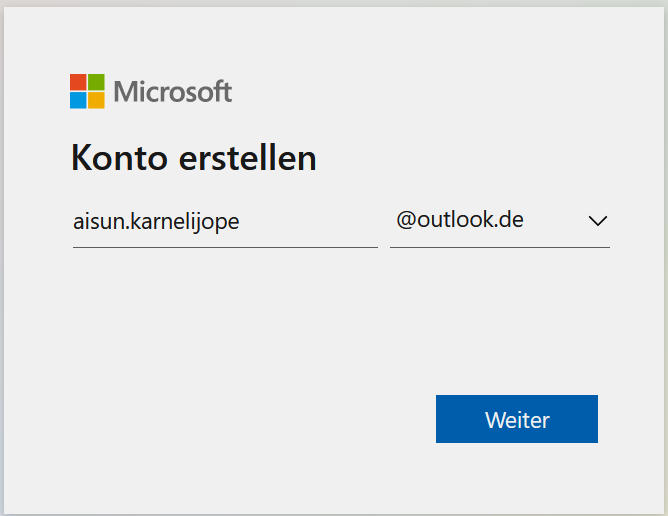 Microsoft
Konto erstellen
aisun.karnelijope @outlook.de
Weiter